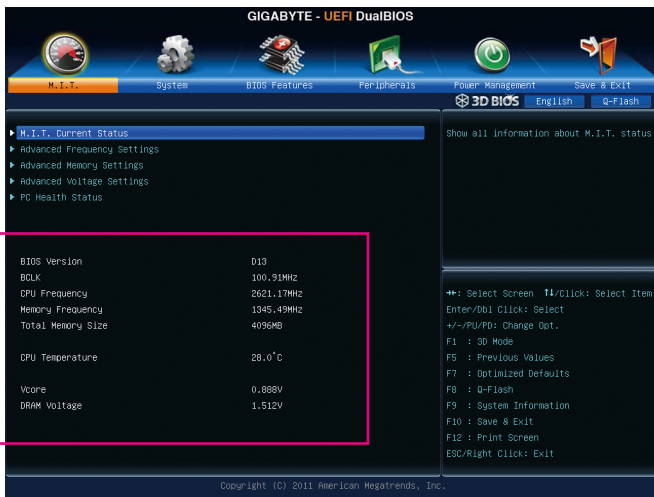 GIGABYTE - UEFI DualBIOS
M.I.T.
System
BIOS Features
Peripherals
Power Management
Save & Exit
3D BIOS
English
Q-Flash
M.I.T. Current Status
Advanced Frequency Settings
Advanced Memory Settings
Advanced Voltage Settings
PC Health Status
Show all information about M.I.T. status
BIOS Version D13
BCLK 100.91MHz
CPU Frequency 2621.17MHz
Memory Frequency 1345.49MHz
Total Memory Size 4096MB
CPU Temperature 28.0°C
Vcore 0.888V
DRAM Voltage 1.512V
→←: Select Screen ↑↓/Click: Select Item
Enter/Dbl Click: Select
+/-/PU/PD: Change Opt.
F1 : 3D Mode
F5 : Previous Values
F7 : Optimized Defaults
F8 : Q-Flash
F9 : System Information
F10 : Save & Exit
F12 : Print Screen
ESC/Right Click: Exit
Copyright (C) 2011 American Megatrends, Inc.